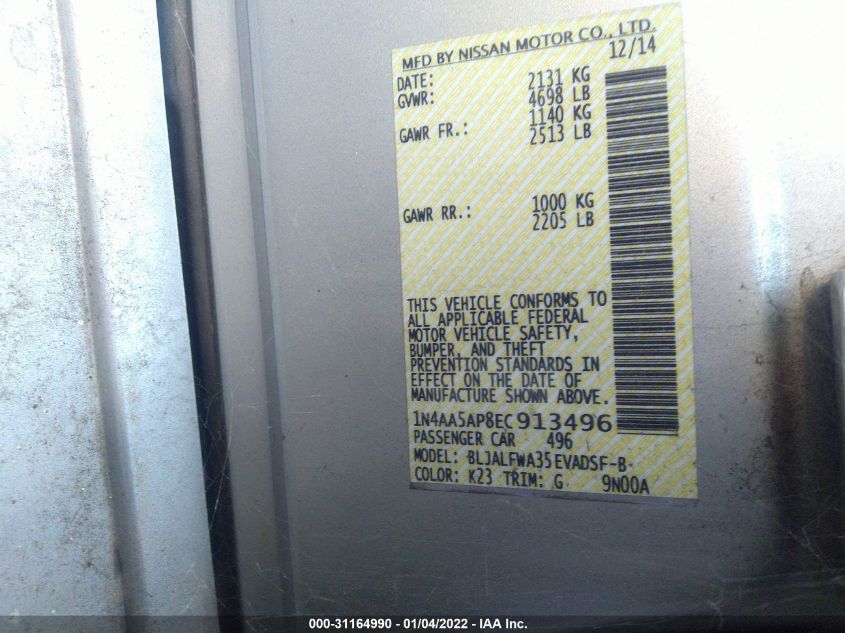 MFD BY NISSAN MOTOR CO., LTD.
DATE: 12/14
GVWR: 2131 KG
4698 LB
GAWR FR.: 1140 KG
2513 LB
GAWR RR.: 1000 KG
2205 LB
THIS VEHICLE CONFORMS TO
ALL APPLICABLE FEDERAL
MOTOR VEHICLE SAFETY,
BUMPER, AND THEFT
PREVENTION STANDARDS IN
EFFECT ON THE DATE OF
MANUFACTURE SHOWN ABOVE.
1N4AA5AP8EC913496
PASSENGER CAR 496
MODEL: BLJALFWA35EVADSF-B
COLOR: K23 TRIM: G 9N00A
000-31164990 - 01/04/2022 - IAA Inc.